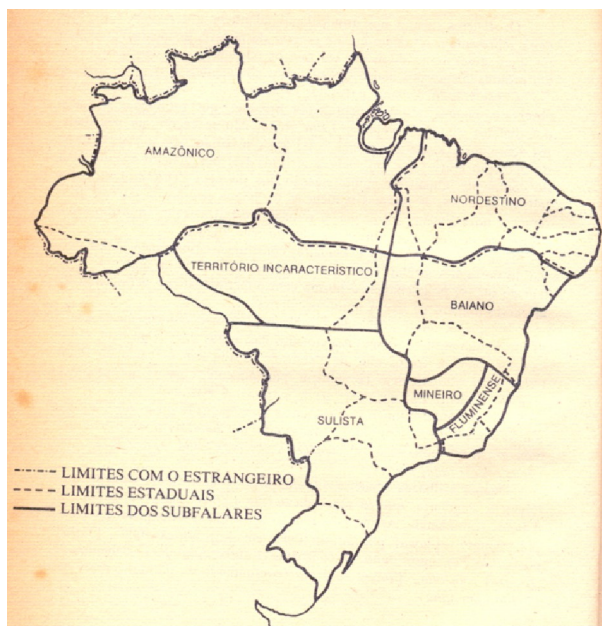 AMAZÔNICO
NORDESTINO
TERRITÓRIO INCARACTERÍSTICO
BAIANO
MINEIRO
FLUMINENSE
SULISTA
LIMITES COM O ESTRANGEIRO
LIMITES ESTADUAIS
LIMITES DOS SUBFALARES